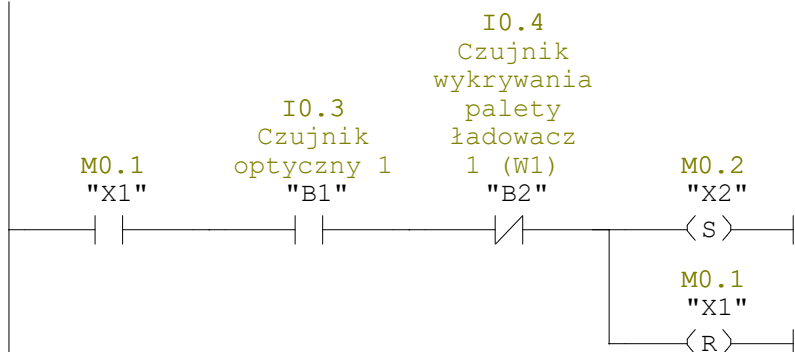 I0.4
Czujnik
wykrywania
palety
ładowacz
1 (W1)
"B2"
I0.3
Czujnik
optyczny 1
"B1"
M0.1
"X1"
M0.2
"X2"
S
M0.1
"X1"
R